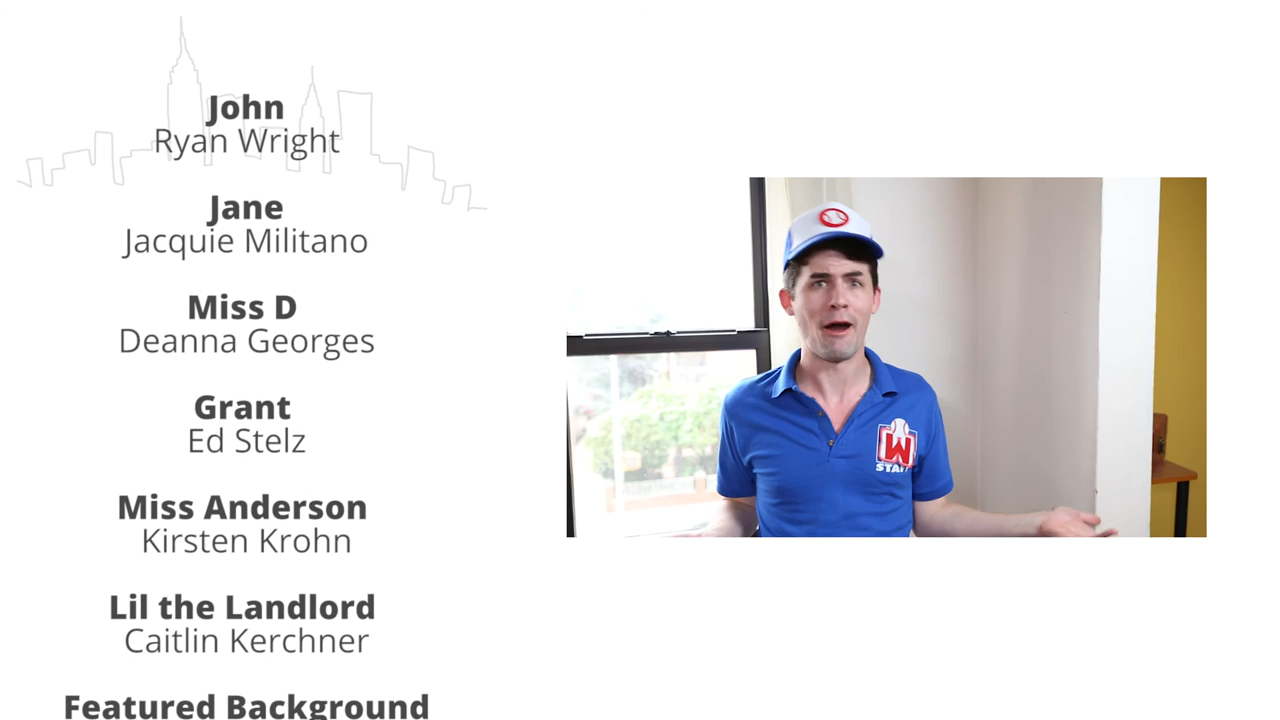 John
Ryan Wright
Jane
Jacquie Militano
Miss D
Deanna Georges
Grant
Ed Stelz
Miss Anderson
Kirsten Krohn
Lil the Landlord
Caitlin Kerchner
Featured Background
W